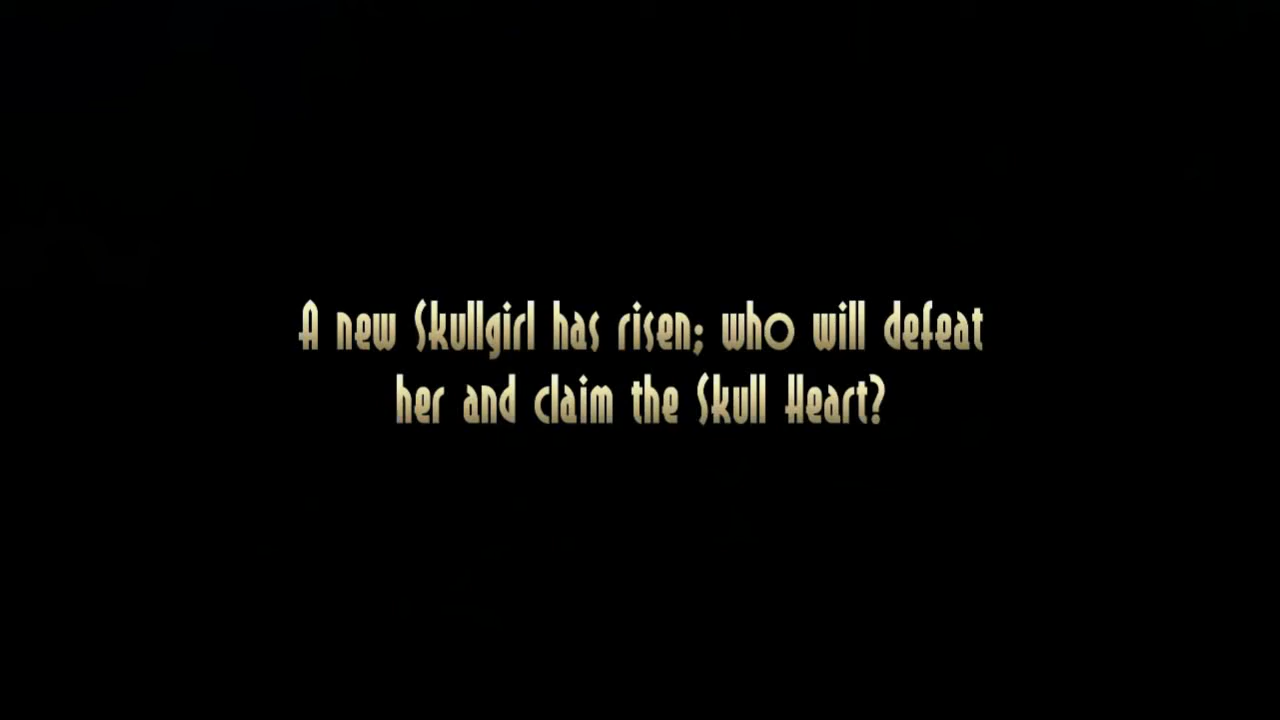 A new Skullgirl has risen; who will defeat
her and claim the Skull Heart?